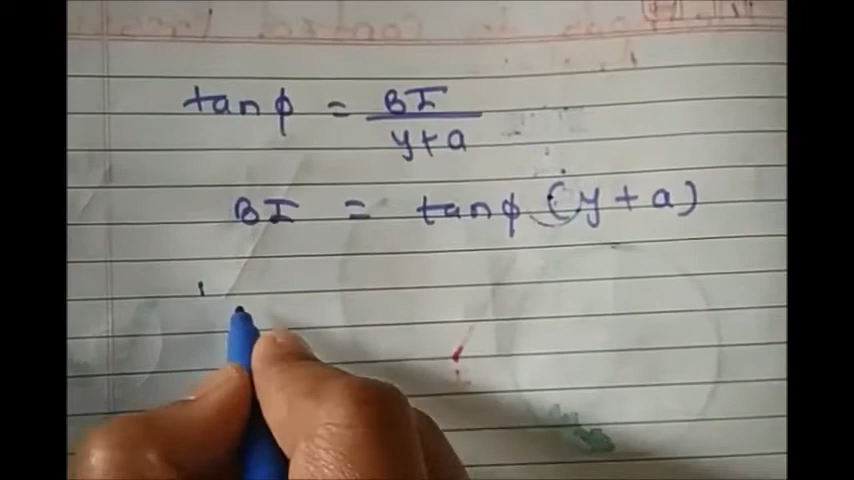 tanφ = BI / y+a
BI = tanφ (y+a)